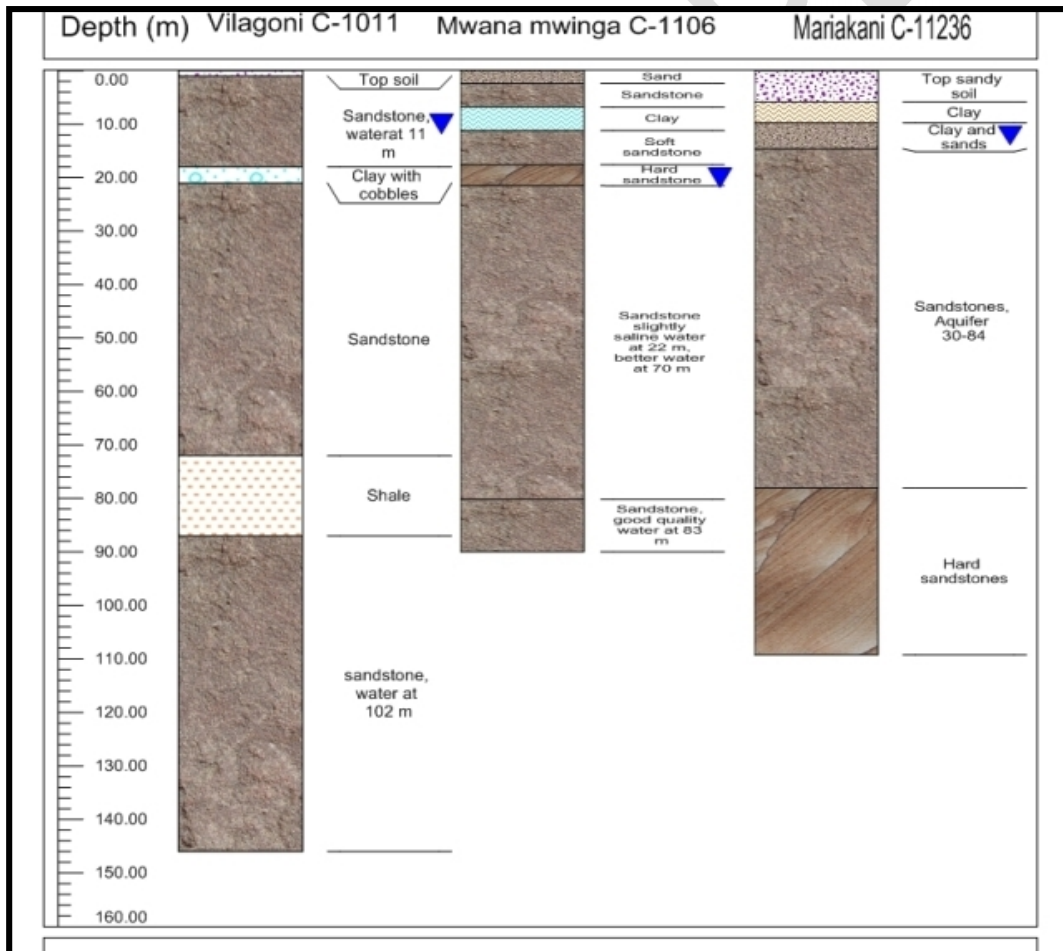 Depth (m) Vilagoni C-1011 Mwana mwinga C-1106 Mariakani C-11236
0.00
10.00
20.00
30.00
40.00
50.00
60.00
70.00
80.00
90.00
100.00
110.00
120.00
130.00
140.00
150.00
160.00
Top soil
Sandstone,
waterat 11
m
Clay with
cobbles
Sandstone
Shale
sandstone,
water at
102 m
Sand
Sandstone
Clay
Soft
sandstone
Hard
sandstone
Sandstone
slightly
saline water
at 22 m,
better water
at 70 m
Sandstone,
good quality
water at 83
m
Top sandy
soil
Clay
Clay and
sands
Sandstones,
Aquifer
30-84
Hard
sandstones